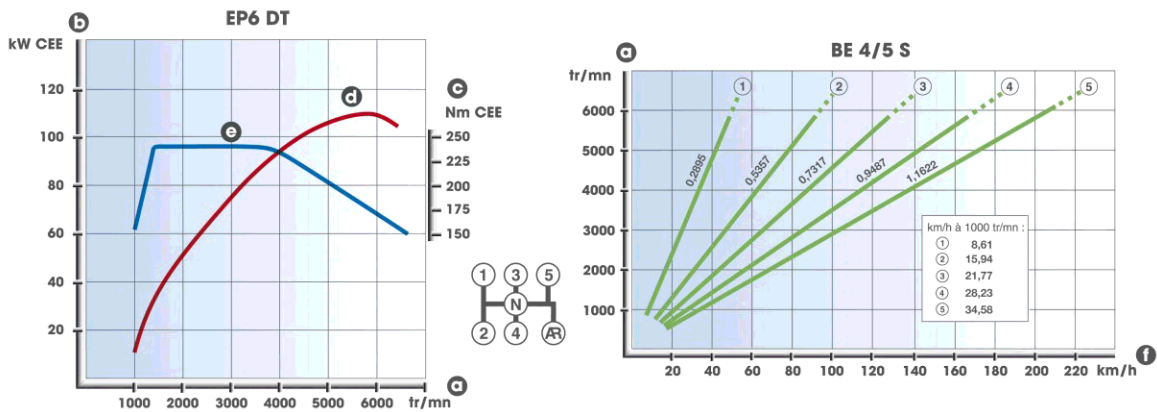 EP6 DT
b
kW CEE
120
100
80
60
40
20
d
e
c
Nm CEE
250
225
200
175
150
1000 2000 3000 4000 5000 6000 tr/mn
a
1 3 5
N
2 4 AR
BE 4/5 S
a
tr/mn
6000
5000
4000
3000
2000
1000
1 2 3 4 5
0,2895
0,5357
0,7317
0,9487
1,1622
km/h à 1000 tr/mn :
1 8,61
2 15,94
3 21,77
4 28,23
5 34,58
20 40 60 80 100 120 140 160 180 200 220 km/h
f